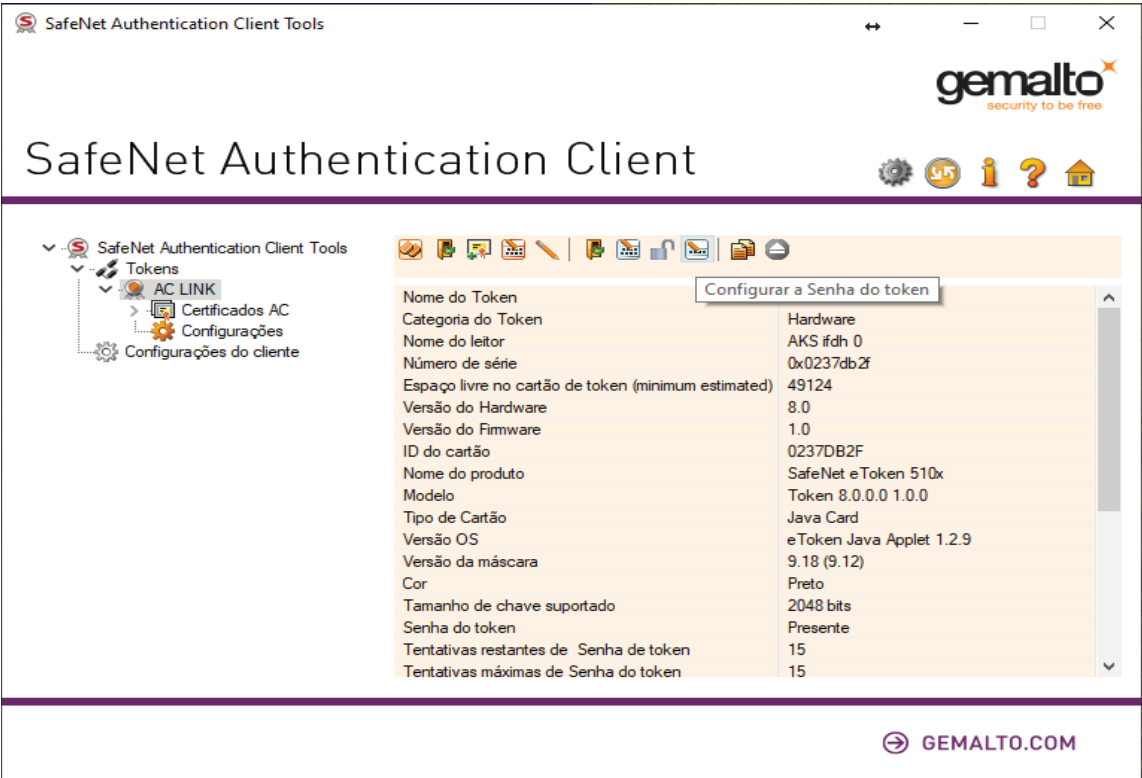 SafeNet Authentication Client Tools
gemalto
security to be free
SafeNet Authentication Client
SafeNet Authentication Client Tools
Tokens
AC LINK
Certificados AC
Configurações
Configurações do cliente
Configurar a Senha do token
Nome do Token
Categoria do Token Hardware
Nome do leitor AKS ifdh 0
Número de série 0x0237db2f
Espaço livre no cartão de token (minimum estimated) 49124
Versão do Hardware 8.0
Versão do Firmware 1.0
ID do cartão 0237DB2F
Nome do produto SafeNet eToken 510x
Modelo Token 8.0.0.0 1.0.0
Tipo de Cartão Java Card
Versão OS eToken Java Applet 1.2.9
Versão da máscara 9.18 (9.12)
Cor Preto
Tamanho de chave suportado 2048 bits
Senha do token Presente
Tentativas restantes de Senha de token 15
Tentativas máximas de Senha do token 15
GEMALTO.COM